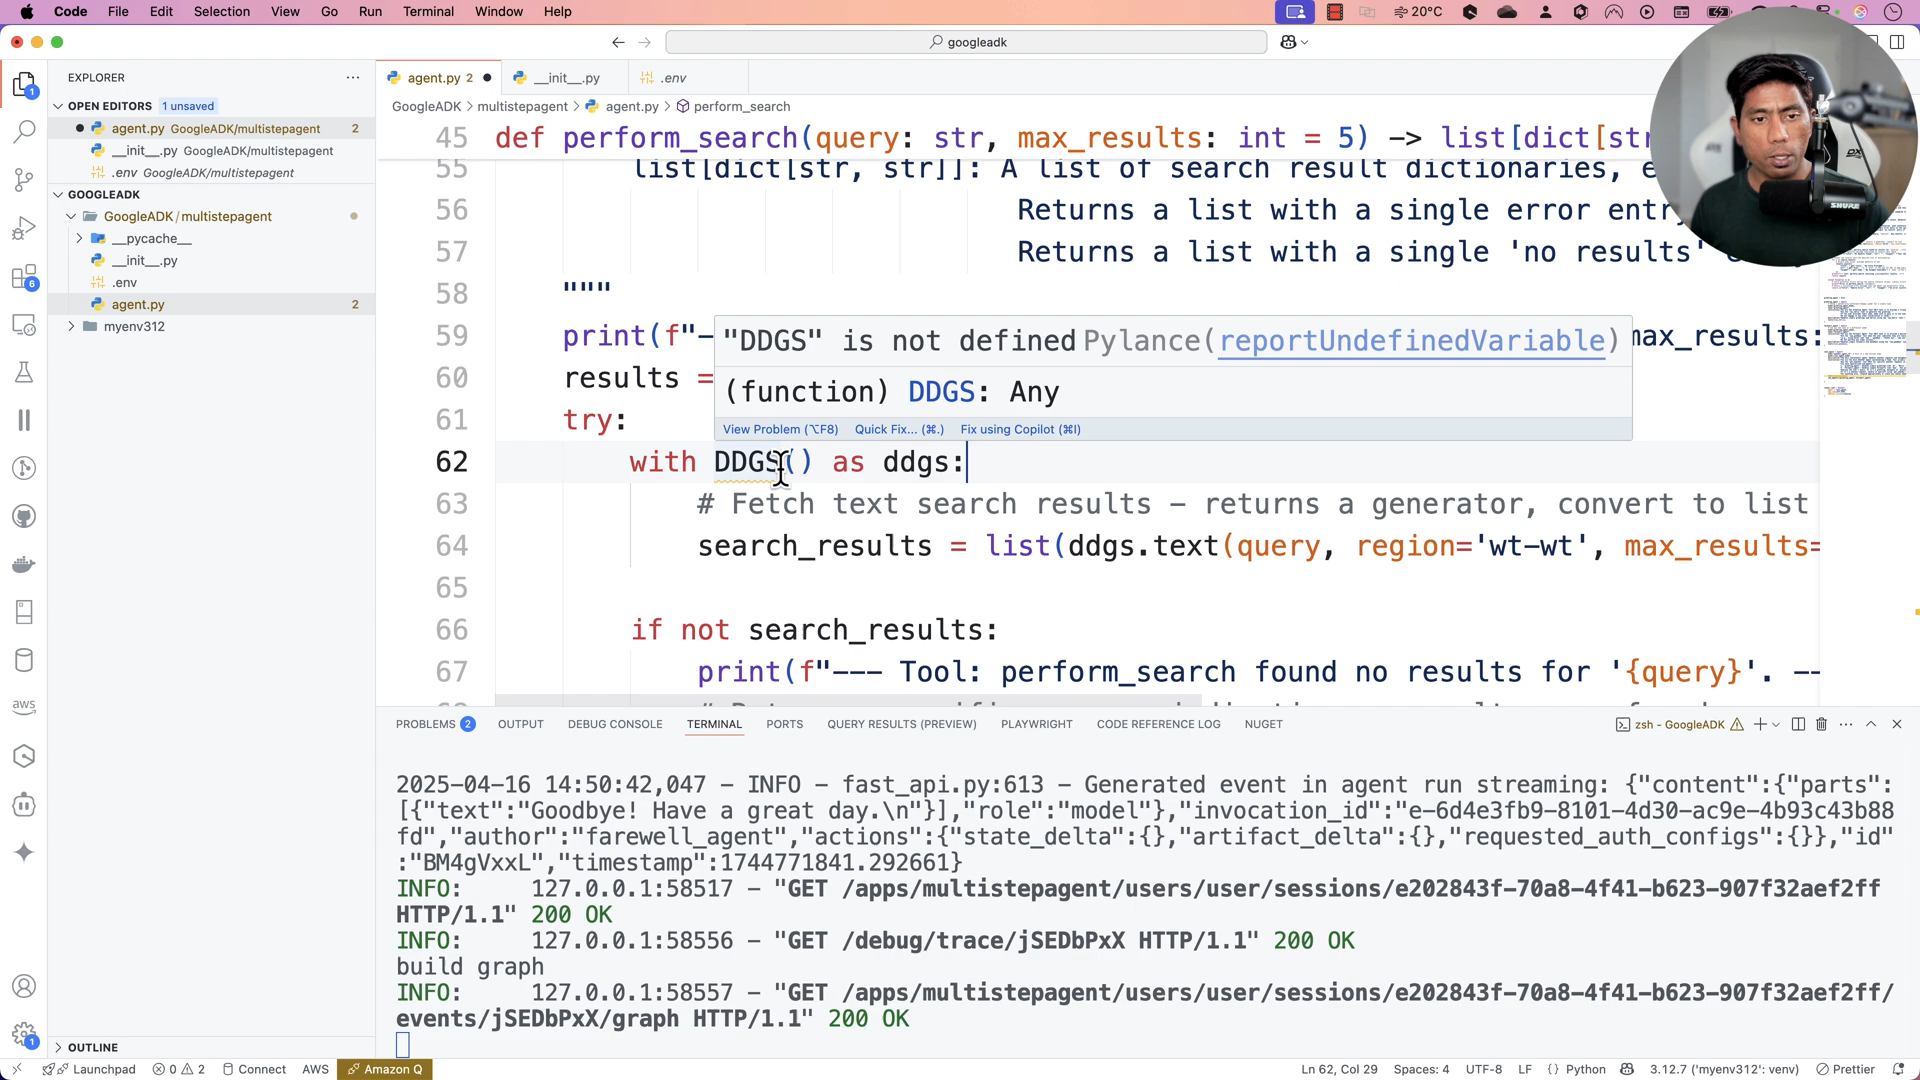 Code File Edit Selection View Go Run Terminal Window Help 20°C
googleadk
EXPLORER
OPEN EDITORS 1 unsaved
agent.py GoogleADK/multistepagent 2
__init__.py GoogleADK/multistepagent
.env GoogleADK/multistepagent
GOOGLEADK
GoogleADK/multistepagent
__pycache__
__init__.py
.env
agent.py 2
myenv312
OUTLINE
agent.py 2 __init__.py .env
GoogleADK > multistepagent > agent.py > perform_search
45 def perform_search(query: str, max_results: int = 5) -> list[dict[str
55 list[dict[str, str]]: A list of search result dictionaries, e
56 Returns a list with a single error entry
57 Returns a list with a single 'no results'
58 """
59 print(f"- max_results:
60 results =
61 try:
"DDGS" is not defined Pylance(reportUndefinedVariable)
(function) DDGS: Any
View Problem (⌥F8) Quick Fix... (⌘.) Fix using Copilot (⌘I)
62 with DDGS() as ddgs:
63 # Fetch text search results – returns a generator, convert to list
64 search_results = list(ddgs.text(query, region='wt-wt', max_results=
65
66 if not search_results:
67 print(f"--- Tool: perform_search found no results for '{query}'. --
PROBLEMS 2 OUTPUT DEBUG CONSOLE TERMINAL PORTS QUERY RESULTS (PREVIEW) PLAYWRIGHT CODE REFERENCE LOG NUGET zsh - GoogleADK
2025-04-16 14:50:42,047 - INFO - fast_api.py:613 - Generated event in agent run streaming: {"content":{"parts":
[{"text":"Goodbye! Have a great day.\n"}],"role":"model"},"invocation_id":"e-6d4e3fb9-8101-4d30-ac9e-4b93c43b88
fd","author":"farewell_agent","actions":{"state_delta":{},"artifact_delta":{},"requested_auth_configs":{}},"id"
:"BM4gVxxL","timestamp":1744771841.292661}
INFO: 127.0.0.1:58517 - "GET /apps/multistepagent/users/user/sessions/e202843f-70a8-4f41-b623-907f32aef2ff
HTTP/1.1" 200 OK
INFO: 127.0.0.1:58556 - "GET /debug/trace/jSEDbPxX HTTP/1.1" 200 OK
build graph
INFO: 127.0.0.1:58557 - "GET /apps/multistepagent/users/user/sessions/e202843f-70a8-4f41-b623-907f32aef2ff/
events/jSEDbPxX/graph HTTP/1.1" 200 OK
Launchpad 0 2 Connect AWS Amazon Q Ln 62, Col 29 Spaces: 4 UTF-8 LF {} Python 3.12.7 ('myenv312': venv) Prettier